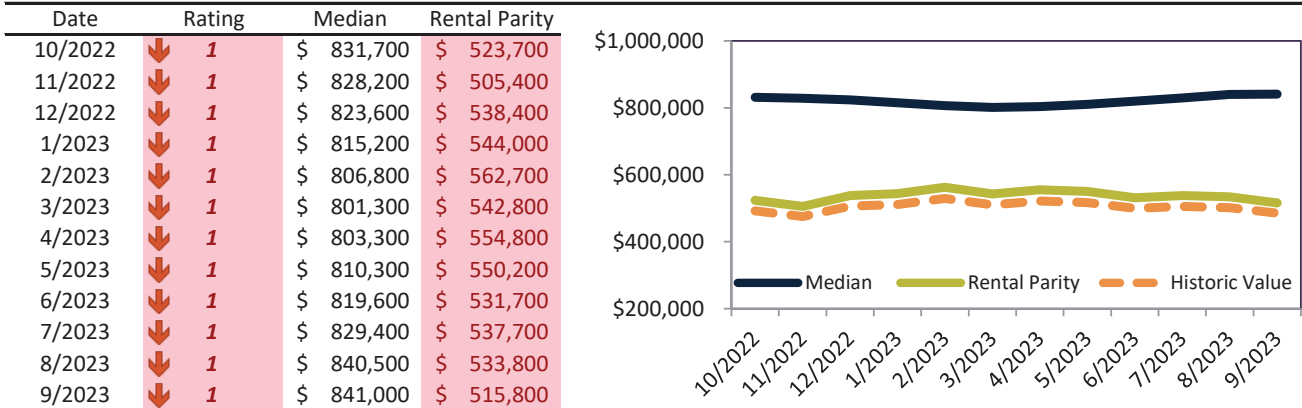 Date Rating Median Rental Parity
10/2022 1 $ 831,700 $ 523,700
11/2022 1 $ 828,200 $ 505,400
12/2022 1 $ 823,600 $ 538,400
1/2023 1 $ 815,200 $ 544,000
2/2023 1 $ 806,800 $ 562,700
3/2023 1 $ 801,300 $ 542,800
4/2023 1 $ 803,300 $ 554,800
5/2023 1 $ 810,300 $ 550,200
6/2023 1 $ 819,600 $ 531,700
7/2023 1 $ 829,400 $ 537,700
8/2023 1 $ 840,500 $ 533,800
9/2023 1 $ 841,000 $ 515,800
$1,000,000
$800,000
$600,000
$400,000
$200,000
Median Rental Parity Historic Value
10/2022 11/2022 12/2022 1/2023 2/2023 3/2023 4/2023 5/2023 6/2023 7/2023 8/2023 9/2023